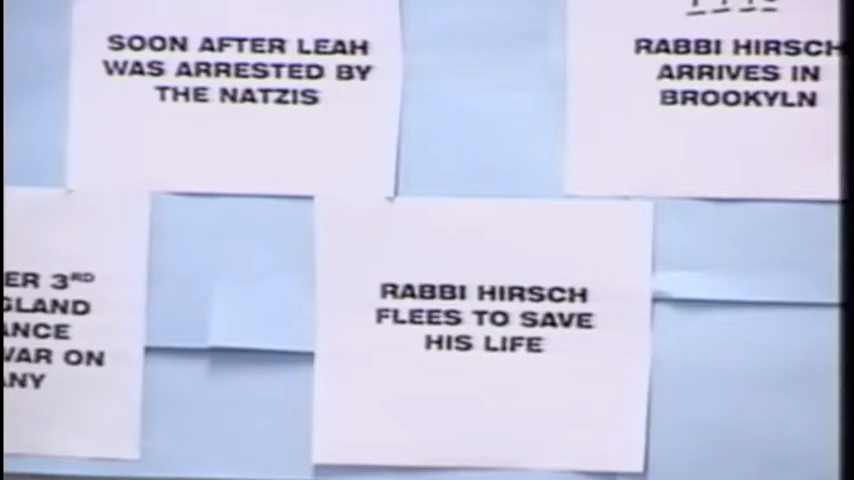 SOON AFTER LEAH
WAS ARRESTED BY
THE NATZIS
RABBI HIRSCH
ARRIVES IN
BROOKYLN
ER 3RD
GLAND
ANCE
WAR ON
ANY
RABBI HIRSCH
FLEES TO SAVE
HIS LIFE